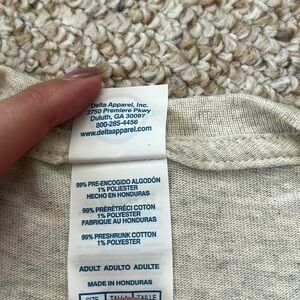 Delta Apparel, Inc.
2750 Premiere Pkwy
Duluth, GA 30097
800-285-4456
www.deltaapparel.com
99% PRE-ENCOGIDO ALGODÓN
1% POLIESTER
HECHO EN HONDURAS
99% PRÉRÉTRÉCI COTON
1% POLYESTER
FABRIQUE AU HONDURAS
99% PRESHRUNK COTTON
1% POLYESTER
ADULT ADULTO ADULTE
MADE IN HONDURAS
TAILLE